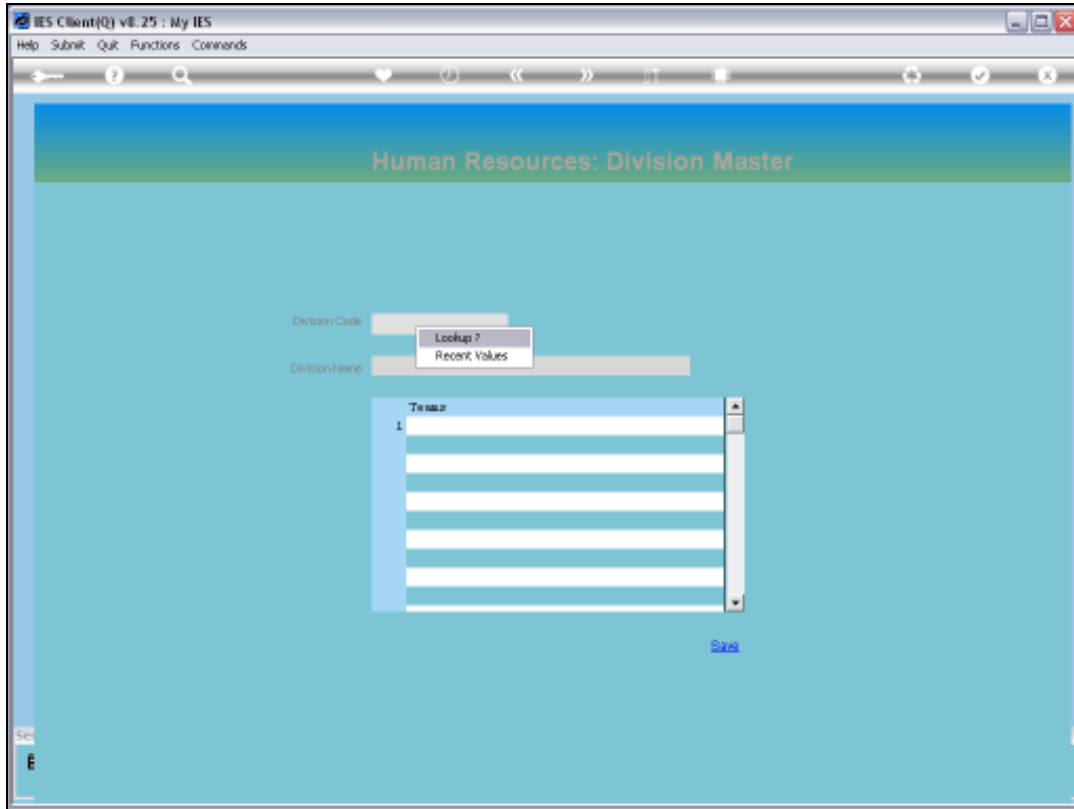 IES Client(Q) v8.25 : My IES
Help Submit Quit Functions Commands
Human Resources: Division Master
Division Code
Lookup ?
Recent Values
Division Name
Teams
1
Save
Ser